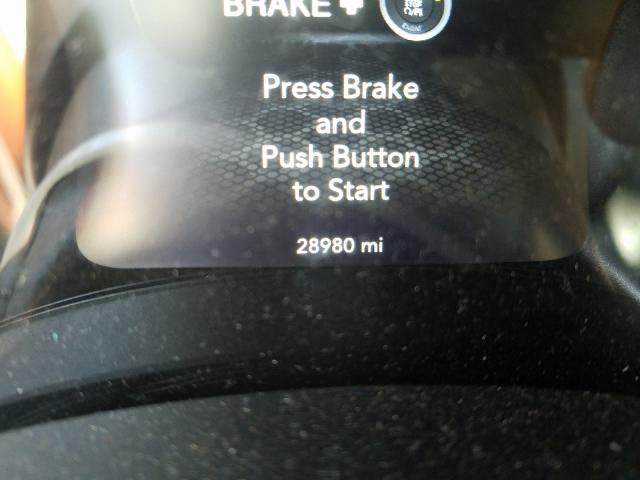 BRAKE +
Press Brake
and
Push Button
to Start
28980 mi